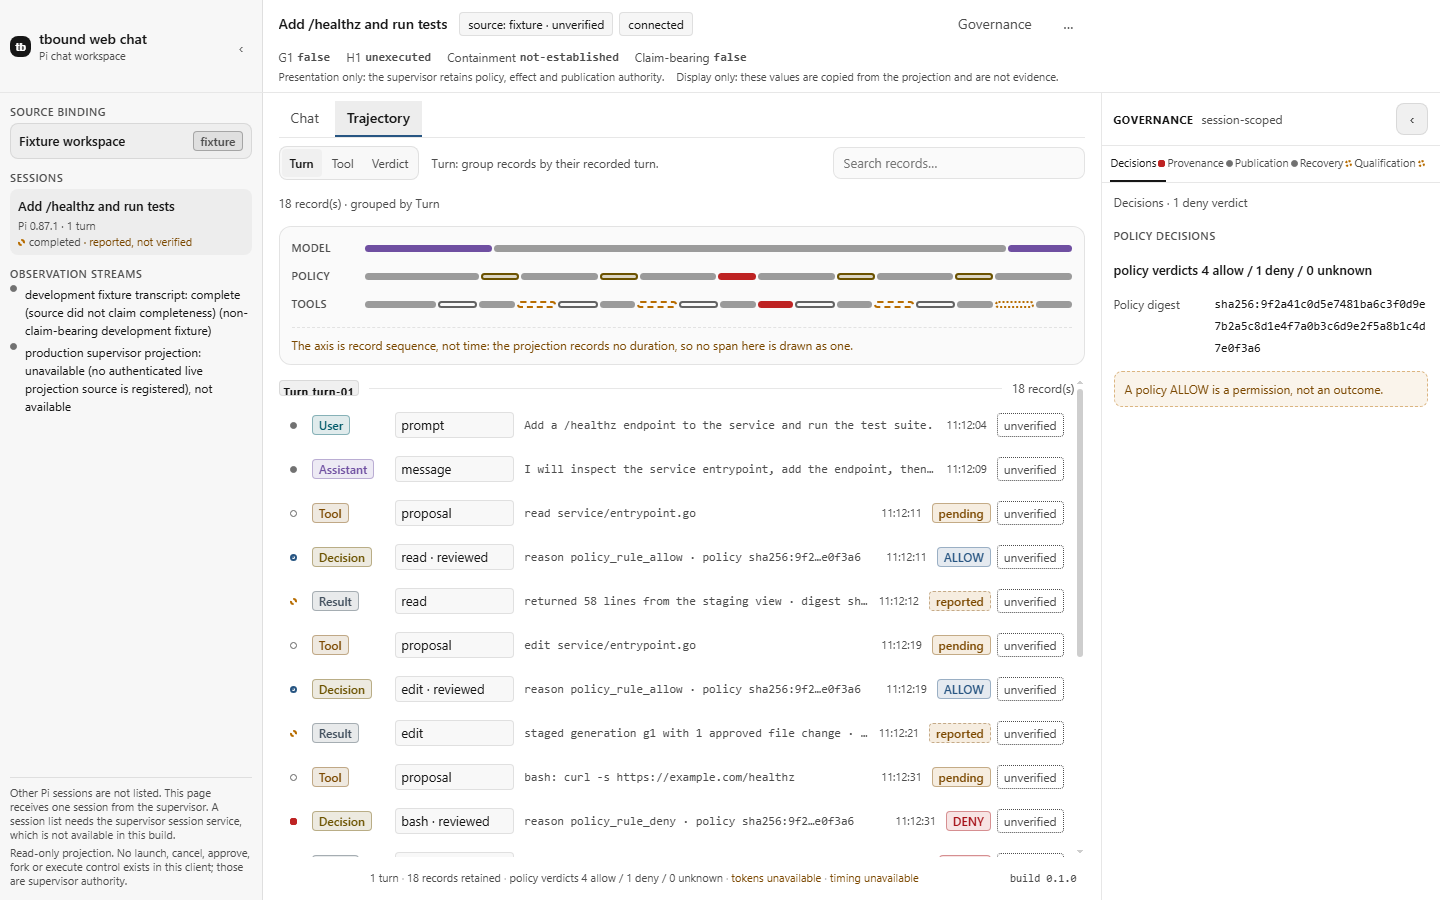 tb
tbound web chat
Pi chat workspace
‹
SOURCE BINDING
Fixture workspace
fixture
SESSIONS
Add /healthz and run tests
Pi 0.87.1 · 1 turn
completed · reported, not verified
OBSERVATION STREAMS
development fixture transcript: complete
(source did not claim completeness) (non-
claim-bearing development fixture)
production supervisor projection:
unavailable (no authenticated live
projection source is registered), not
available
Other Pi sessions are not listed. This page
receives one session from the supervisor. A
session list needs the supervisor session service,
which is not available in this build.
Read-only projection. No launch, cancel, approve,
fork or execute control exists in this client; those
are supervisor authority.
Add /healthz and run tests source: fixture · unverified connected Governance ...
G1 false H1 unexecuted Containment not-established Claim-bearing false
Presentation only: the supervisor retains policy, effect and publication authority. Display only: these values are copied from the projection and are not evidence.
Chat Trajectory
Turn Tool Verdict Turn: group records by their recorded turn. Search records...
18 record(s) · grouped by Turn
MODEL
POLICY
TOOLS
The axis is record sequence, not time: the projection records no duration, so no span here is drawn as one.
Turn turn-01 18 record(s)
User prompt Add a /healthz endpoint to the service and run the test suite. 11:12:04 unverified
Assistant message I will inspect the service entrypoint, add the endpoint, then… 11:12:09 unverified
Tool proposal read service/entrypoint.go 11:12:11 pending unverified
Decision read · reviewed reason policy_rule_allow · policy sha256:9f2…e0f3a6 11:12:11 ALLOW unverified
Result read returned 58 lines from the staging view · digest sh… 11:12:12 reported unverified
Tool proposal edit service/entrypoint.go 11:12:19 pending unverified
Decision edit · reviewed reason policy_rule_allow · policy sha256:9f2…e0f3a6 11:12:19 ALLOW unverified
Result edit staged generation g1 with 1 approved file change · … 11:12:21 reported unverified
Tool proposal bash: curl -s https://example.com/healthz 11:12:31 pending unverified
Decision bash · reviewed reason policy_rule_deny · policy sha256:9f2…e0f3a6 11:12:31 DENY unverified
1 turn · 18 records retained · policy verdicts 4 allow / 1 deny / 0 unknown · tokens unavailable · timing unavailable build 0.1.0
GOVERNANCE session-scoped ‹
Decisions Provenance Publication Recovery Qualification
Decisions · 1 deny verdict
POLICY DECISIONS
policy verdicts 4 allow / 1 deny / 0 unknown
Policy digest sha256:9f2a41c0d5e7481ba6c3f0d9e
7b2a5c8d1e4f7a0b3c6d9e2f5a8b1c4d
7e0f3a6
A policy ALLOW is a permission, not an outcome.